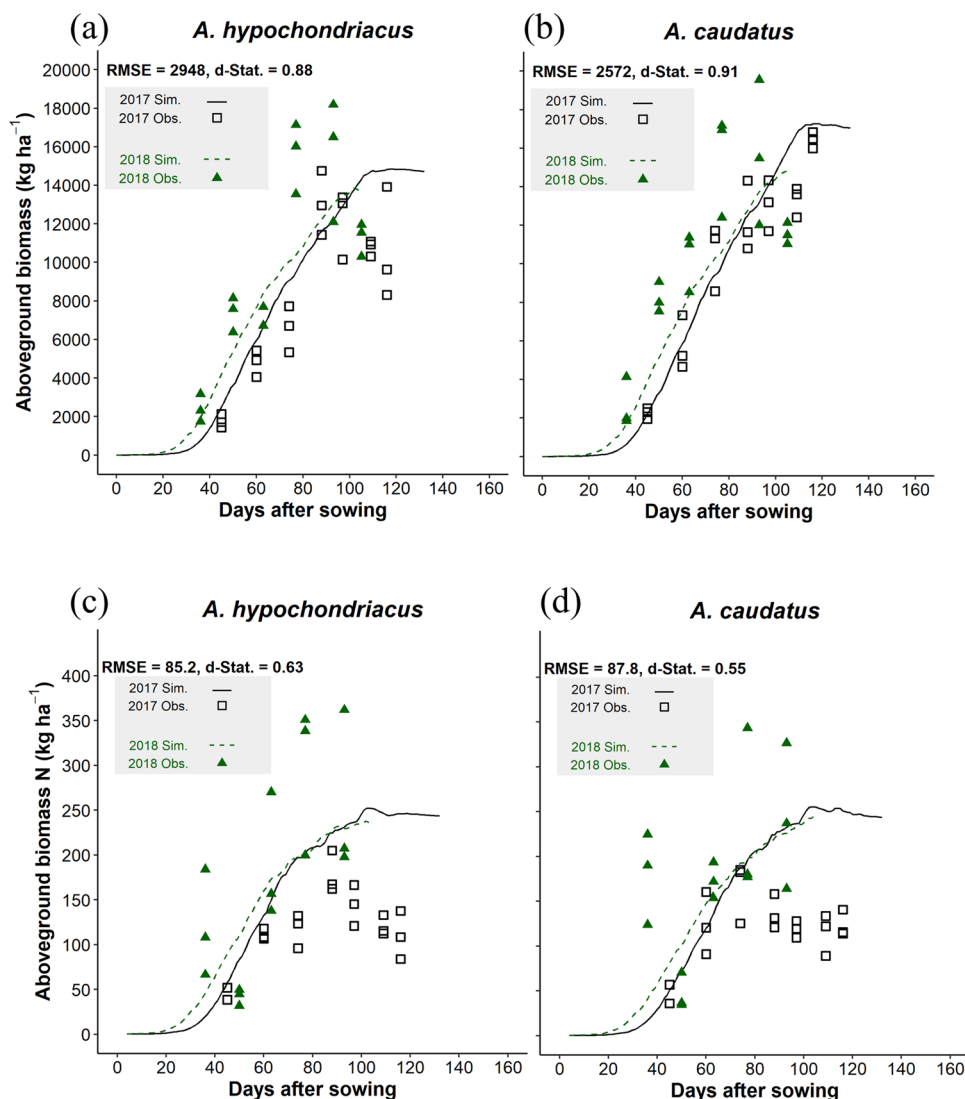 (a)
A. hypochondriacus
RMSE = 2948, d-Stat. = 0.88
2017 Sim.
2017 Obs.
2018 Sim.
2018 Obs.
Aboveground biomass (kg ha⁻¹)
20000
18000
16000
14000
12000
10000
8000
6000
4000
2000
0
0 20 40 60 80 100 120 140 160
Days after sowing
(b)
A. caudatus
RMSE = 2572, d-Stat. = 0.91
2017 Sim.
2017 Obs.
2018 Sim.
2018 Obs.
0 20 40 60 80 100 120 140 160
Days after sowing
(c)
A. hypochondriacus
RMSE = 85.2, d-Stat. = 0.63
2017 Sim.
2017 Obs.
2018 Sim.
2018 Obs.
Aboveground biomass N (kg ha⁻¹)
400
350
300
250
200
150
100
50
0
0 20 40 60 80 100 120 140 160
Days after sowing
(d)
A. caudatus
RMSE = 87.8, d-Stat. = 0.55
2017 Sim.
2017 Obs.
2018 Sim.
2018 Obs.
0 20 40 60 80 100 120 140 160
Days after sowing